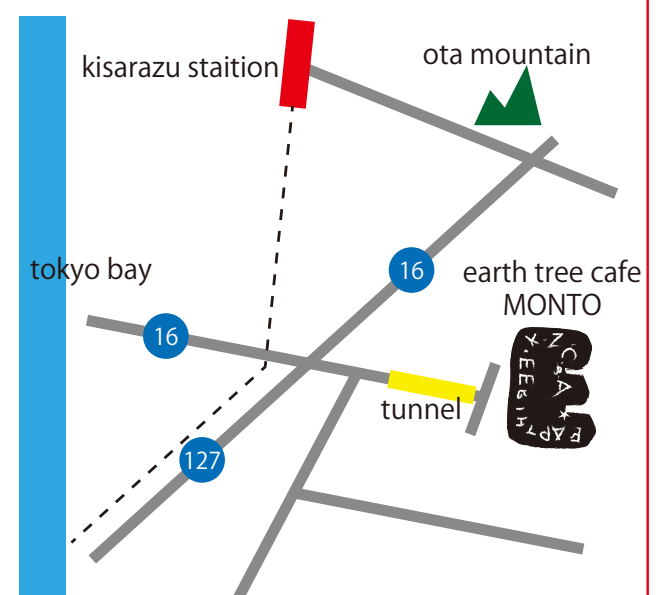 kisarazu staition
ota mountain
tokyo bay
16
earth tree cafe
MONTO
16
tunnel
127